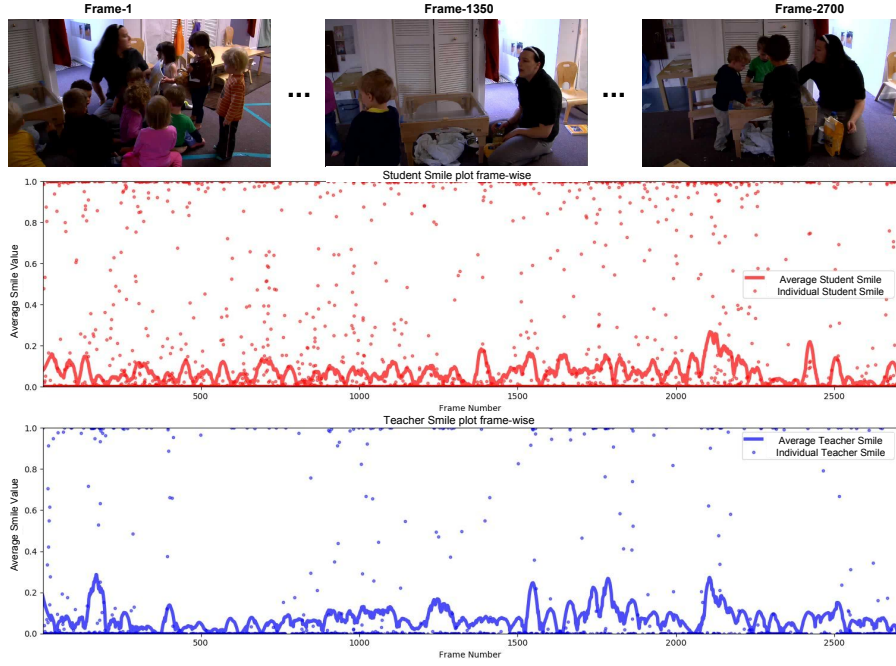 Frame-1 Frame-1350 Frame-2700
... ...
Student Smile plot frame-wise
1.0
0.8
0.6
0.4
0.2
0.0
Average Smile Value
Average Student Smile
Individual Student Smile
500 1000 1500 2000 2500
Frame Number
Teacher Smile plot frame-wise
1.0
0.8
0.6
0.4
0.2
0.0
Average Smile Value
Average Teacher Smile
Individual Teacher Smile
500 1000 1500 2000 2500
Frame Number